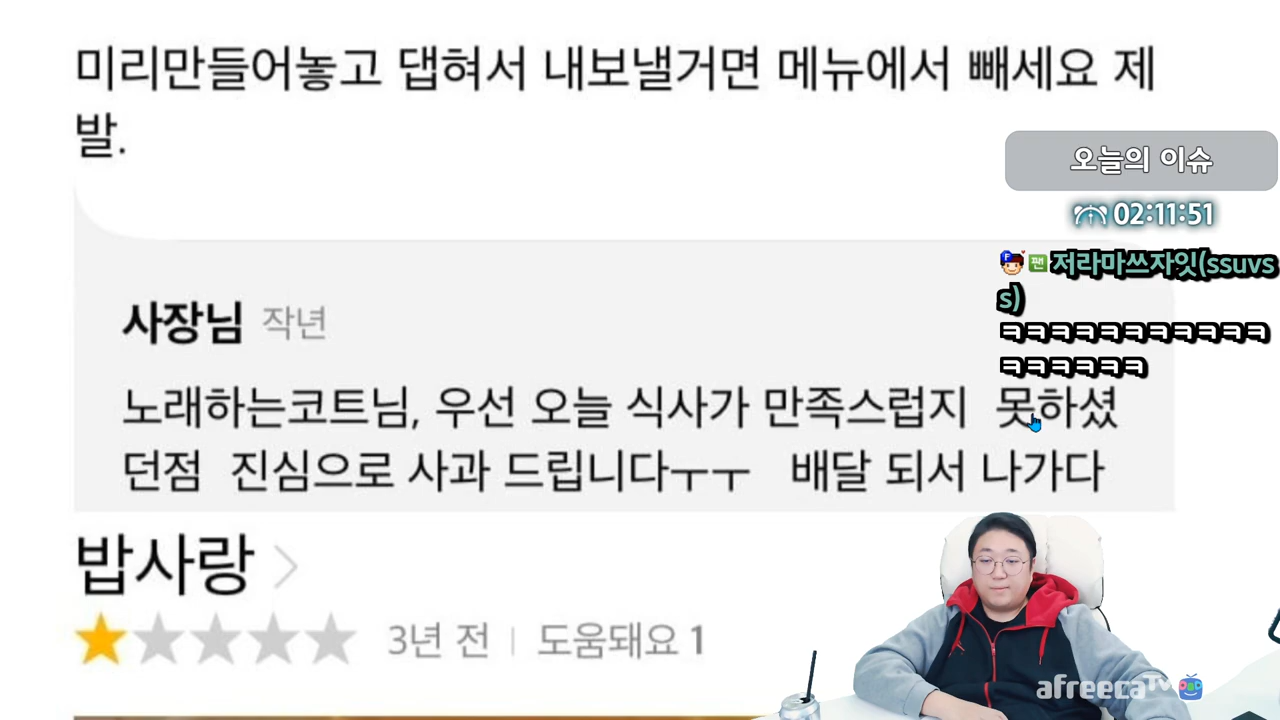 미리만들어놓고 댑혀서 내보낼거면 메뉴에서 빼세요 제
발.
오늘의 이슈
02:11:51
팬 저라마쓰자잇(ssuvs
s)
ㅋㅋㅋㅋㅋㅋㅋㅋㅋㅋㅋ
ㅋㅋㅋㅋㅋㅋ
사장님 작년
노래하는코트님, 우선 오늘 식사가 만족스럽지 못하셨
던점 진심으로 사과 드립니다ㅜㅜ 배달 되서 나가다
밥사랑
3년 전 | 도움돼요 1
afreecaTV